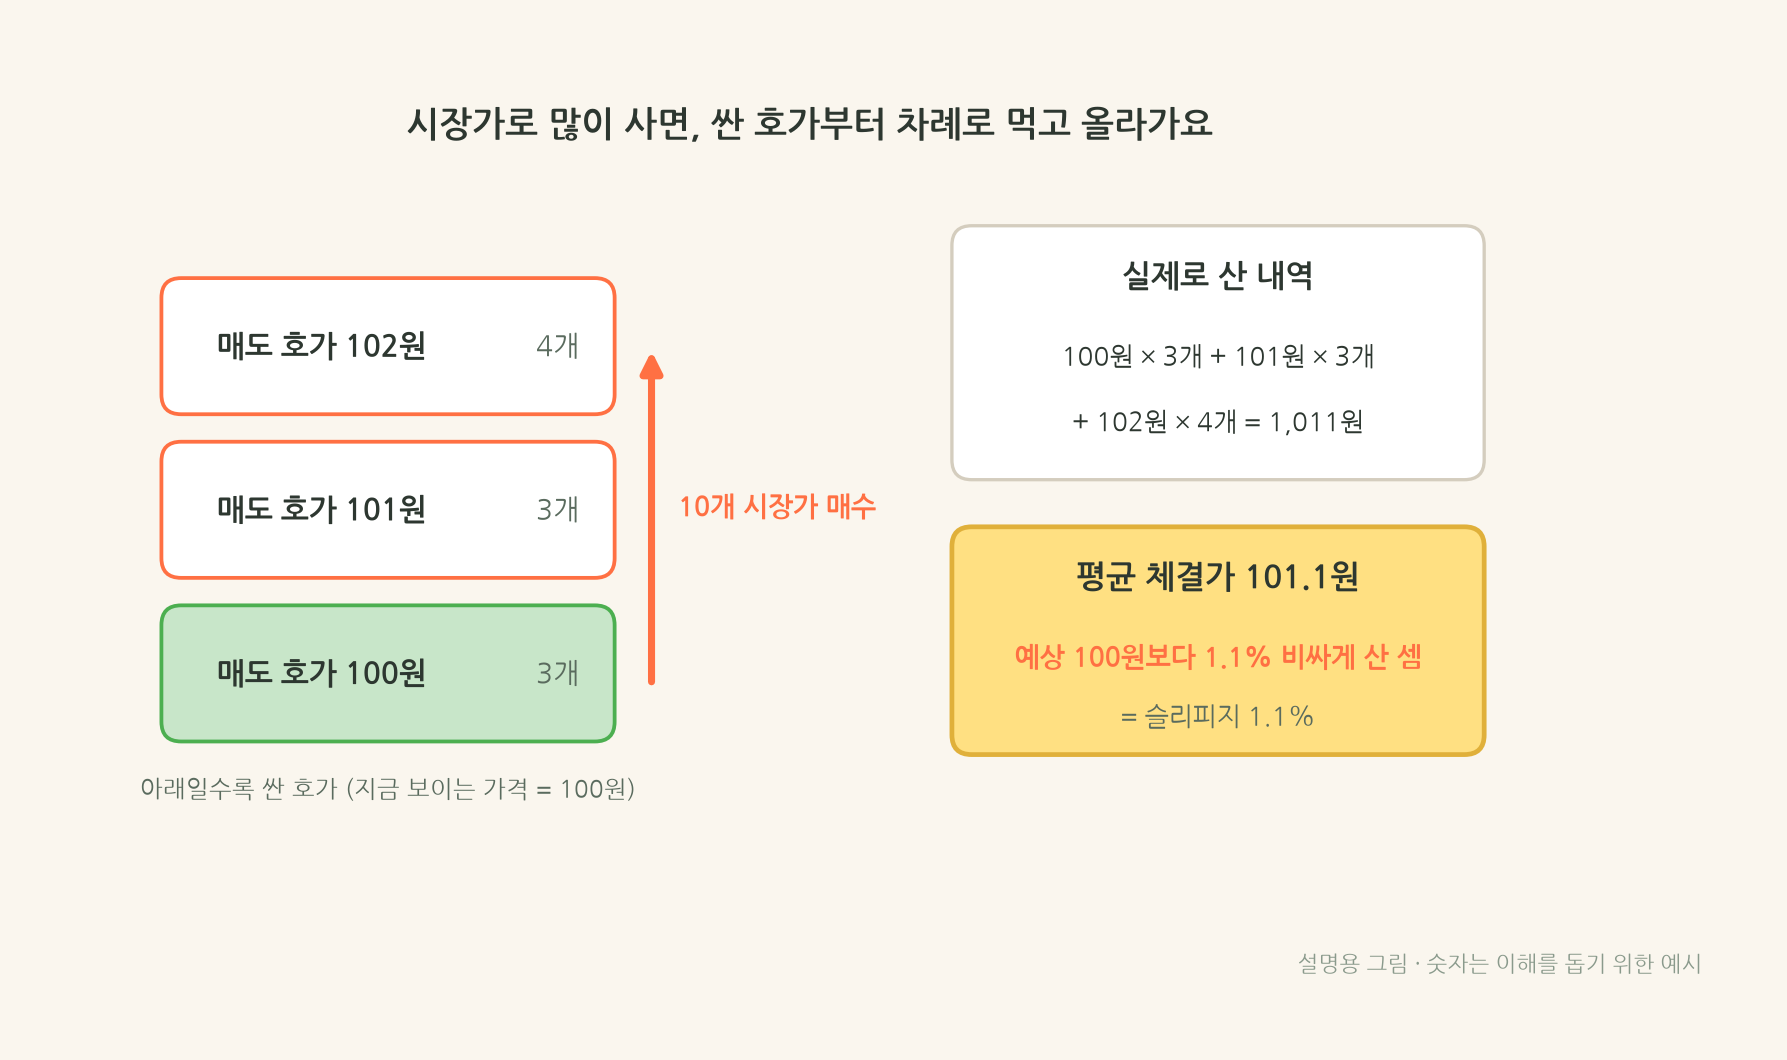 시장가로 많이 사면, 싼 호가부터 차례로 먹고 올라가요
매도 호가 102원 4개
매도 호가 101원 3개
매도 호가 100원 3개
아래일수록 싼 호가 (지금 보이는 가격 = 100원)
10개 시장가 매수
실제로 산 내역
100원 × 3개 + 101원 × 3개
+ 102원 × 4개 = 1,011원
평균 체결가 101.1원
예상 100원보다 1.1% 비싸게 산 셈
= 슬리피지 1.1%
설명용 그림 · 숫자는 이해를 돕기 위한 예시